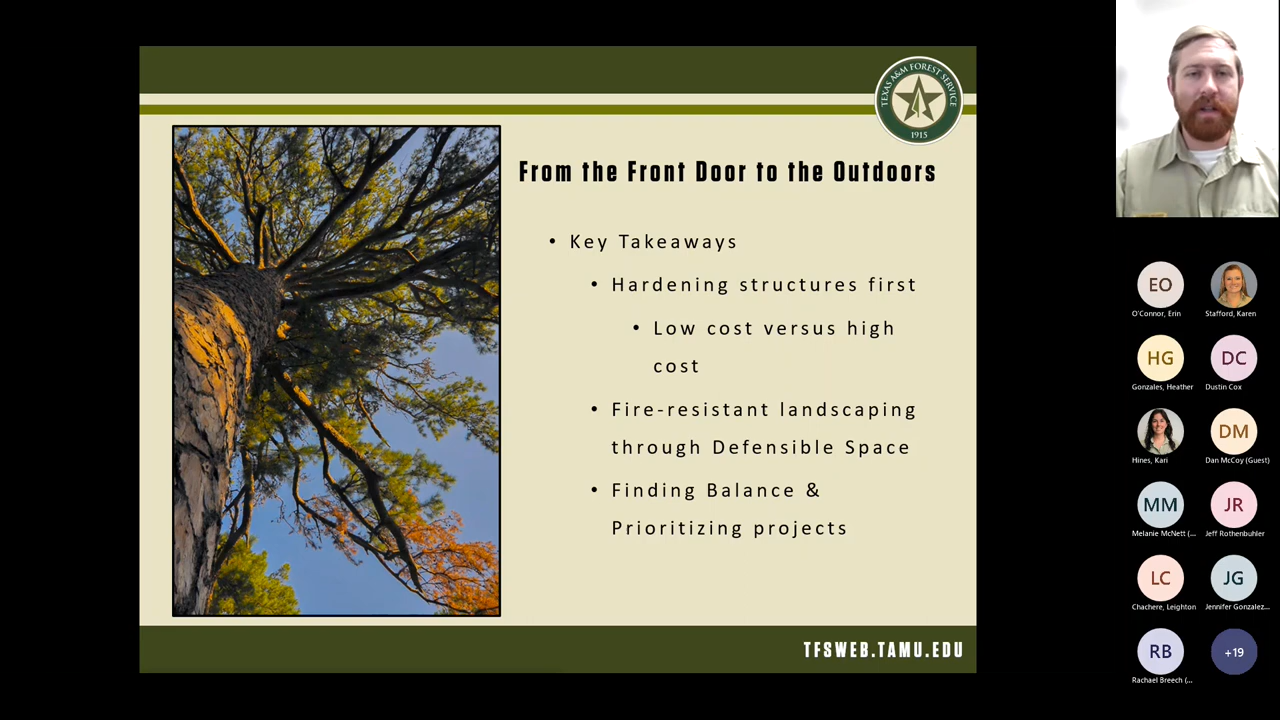 TEXAS A&M FOREST SERVICE
1915
From the Front Door to the Outdoors
• Key Takeaways
• Hardening structures first
• Low cost versus high
cost
• Fire-resistant landscaping
through Defensible Space
• Finding Balance &
Prioritizing projects
TFSWEB.TAMU.EDU
EO
O'Connor, Erin
Stafford, Karen
HG
Gonzales, Heather
DC
Dustin Cox
Hines, Kari
DM
Dan McCoy (Guest)
MM
Melanie McNett (...
JR
Jeff Rothenbuhler
LC
Chachere, Leighton
JG
Jennifer Gonzalez...
RB
Rachael Breech (...
+19